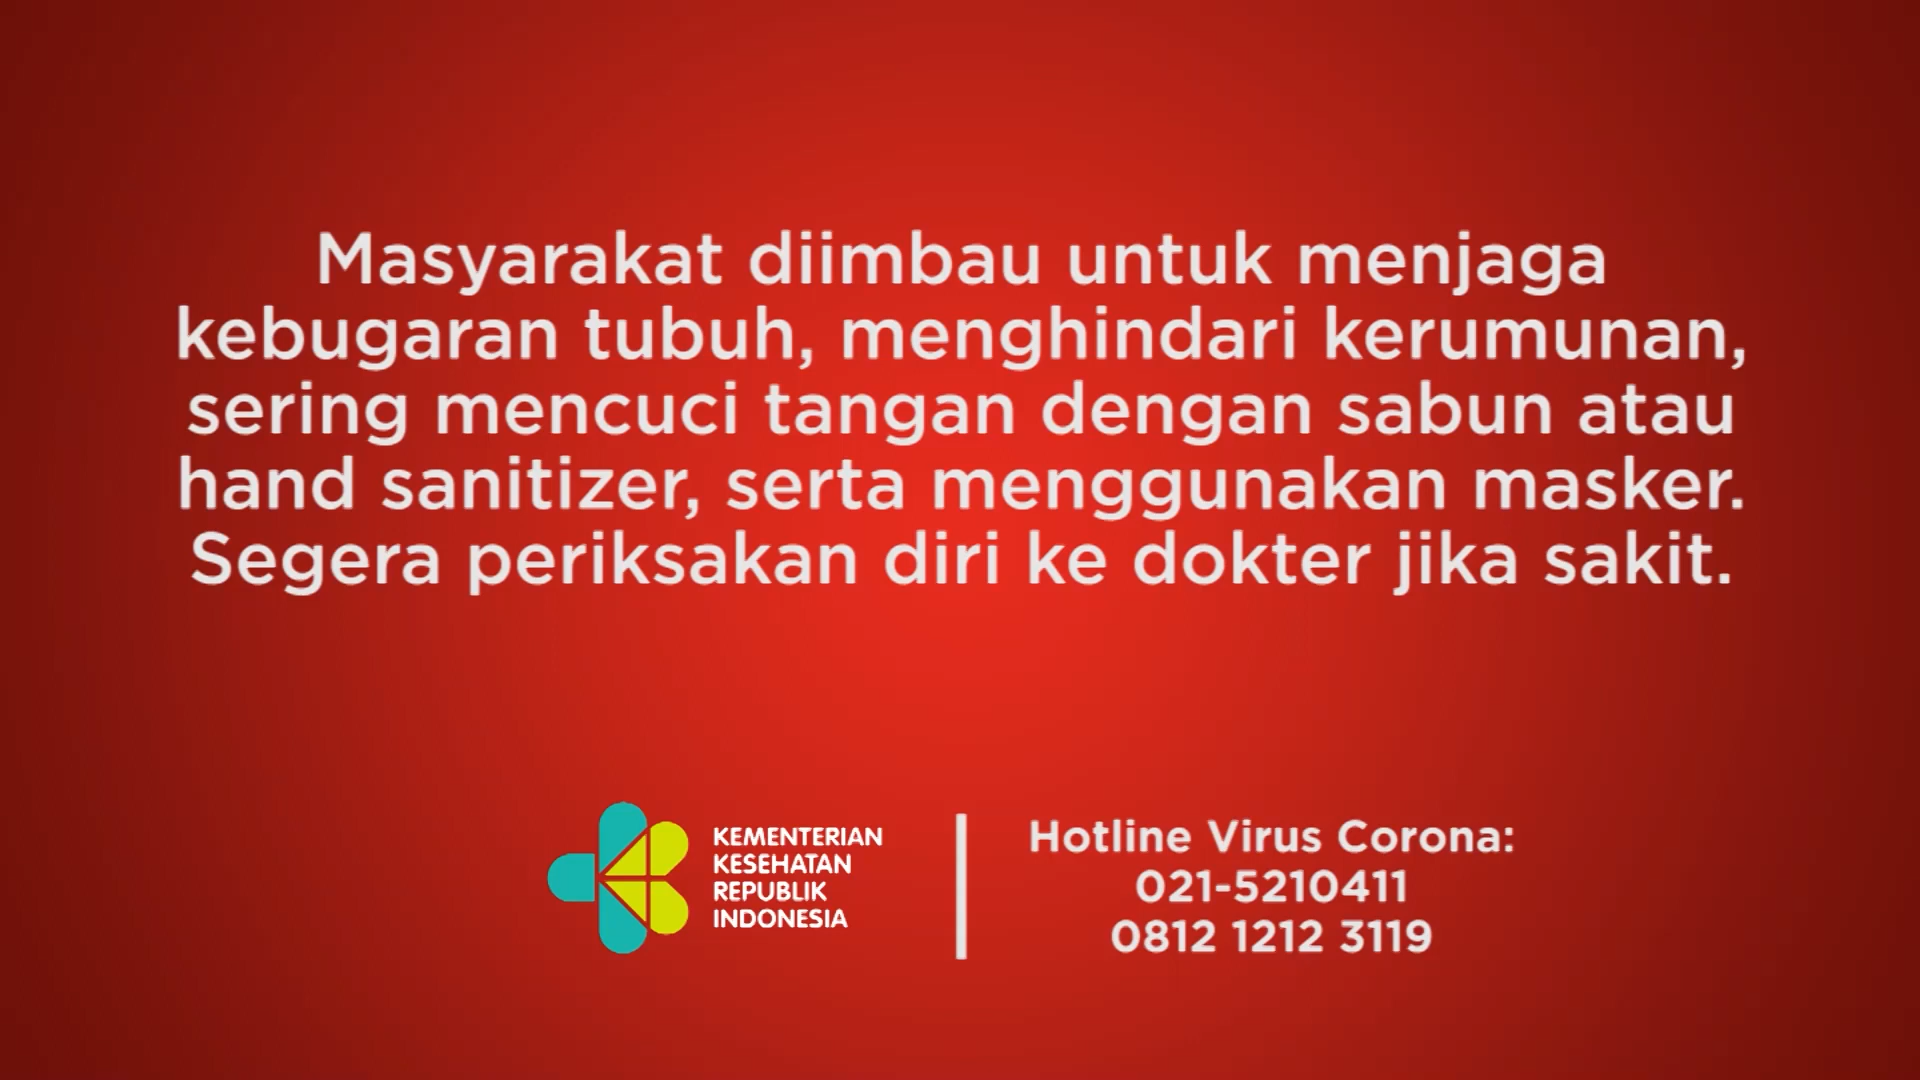 Masyarakat diimbau untuk menjaga
kebugaran tubuh, menghindari kerumunan,
sering mencuci tangan dengan sabun atau
hand sanitizer, serta menggunakan masker.
Segera periksakan diri ke dokter jika sakit.
KEMENTERIAN
KESEHATAN
REPUBLIK
INDONESIA
Hotline Virus Corona:
021-5210411
0812 1212 3119